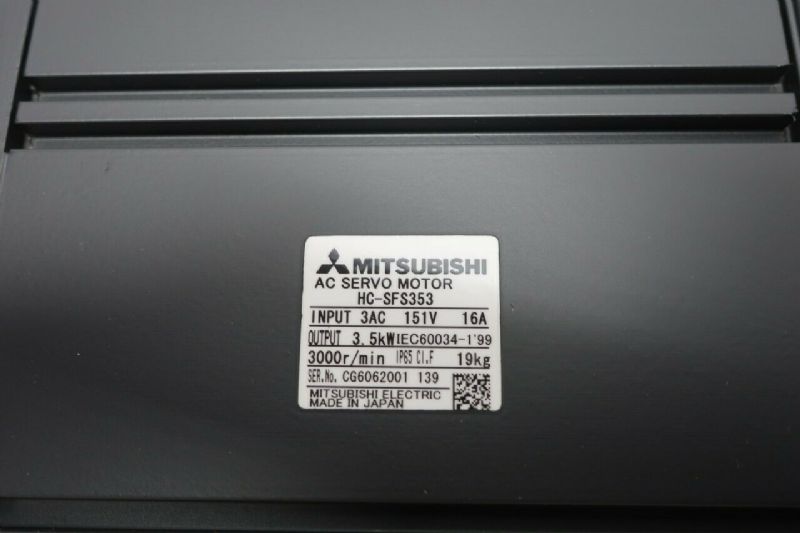 MITSUBISHI
AC SERVO MOTOR
HC-SFS353
INPUT 3AC 151V 16A
OUTPUT 3.5kW IEC60034-1'99
3000r/min IP65 CI.F 19kg
SER.No. CG6062001 139
MITSUBISHI ELECTRIC
MADE IN JAPAN